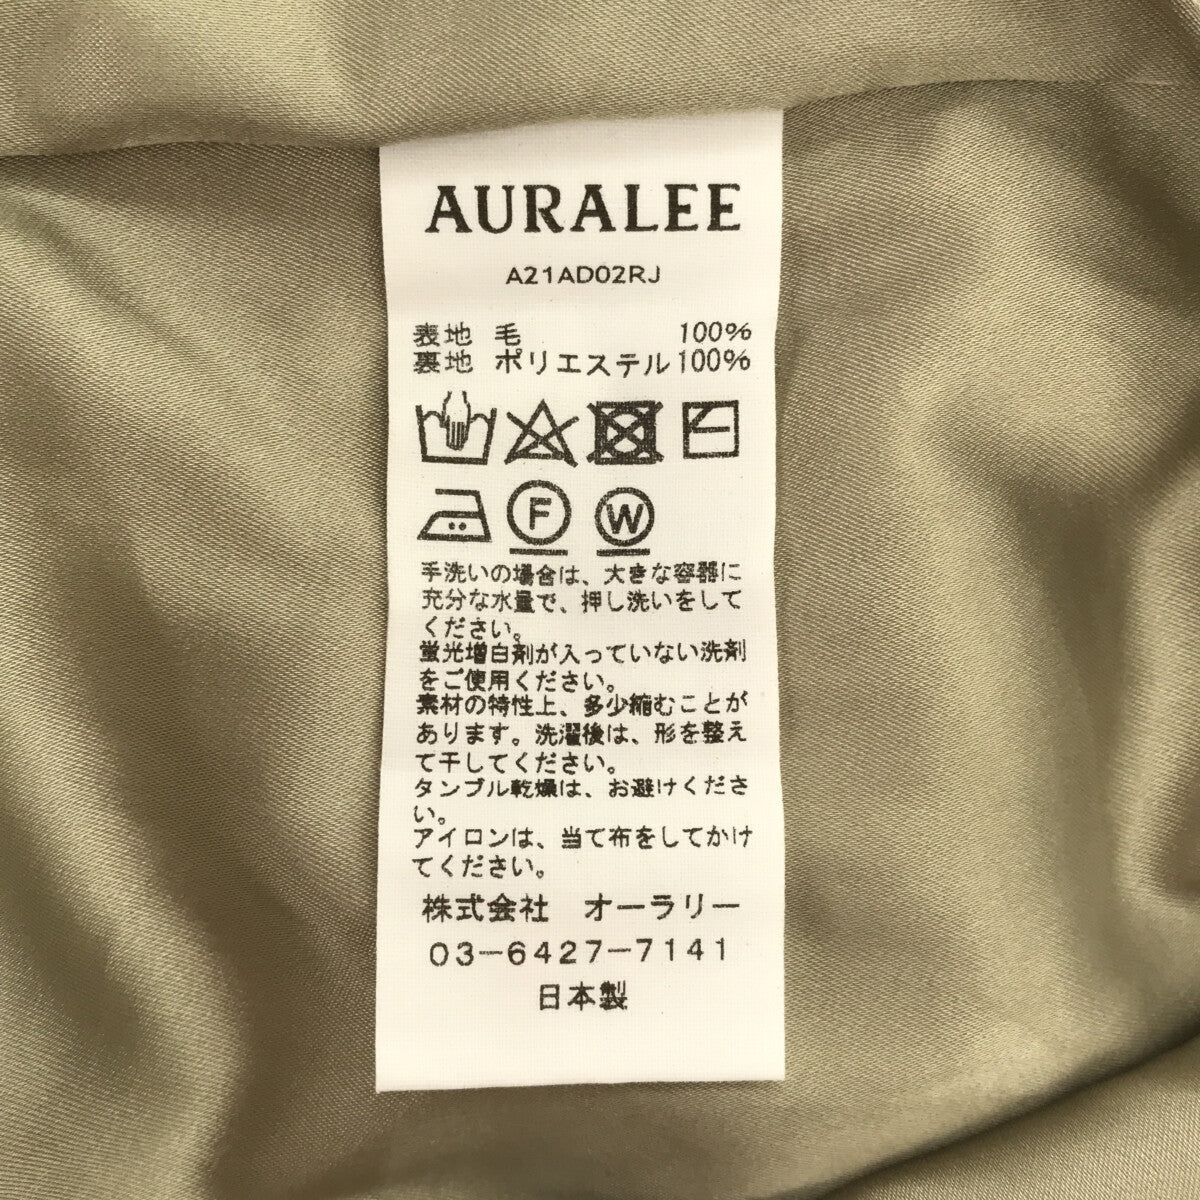 AURALEE
A21AD02RJ
表地 毛 100%
裏地 ポリエステル 100%
F W
手洗いの場合は、大きな容器に
充分な水量で、押し洗いをして
ください。
蛍光増白剤が入っていない洗剤
をご使用ください。
素材の特性上、多少縮むことが
あります。洗濯後は、形を整え
て干してください。
タンブル乾燥は、お避けくださ
い。
アイロンは、当て布をしてかけ
てください。
株式会社 オーラリー
03-6427-7141
日本製